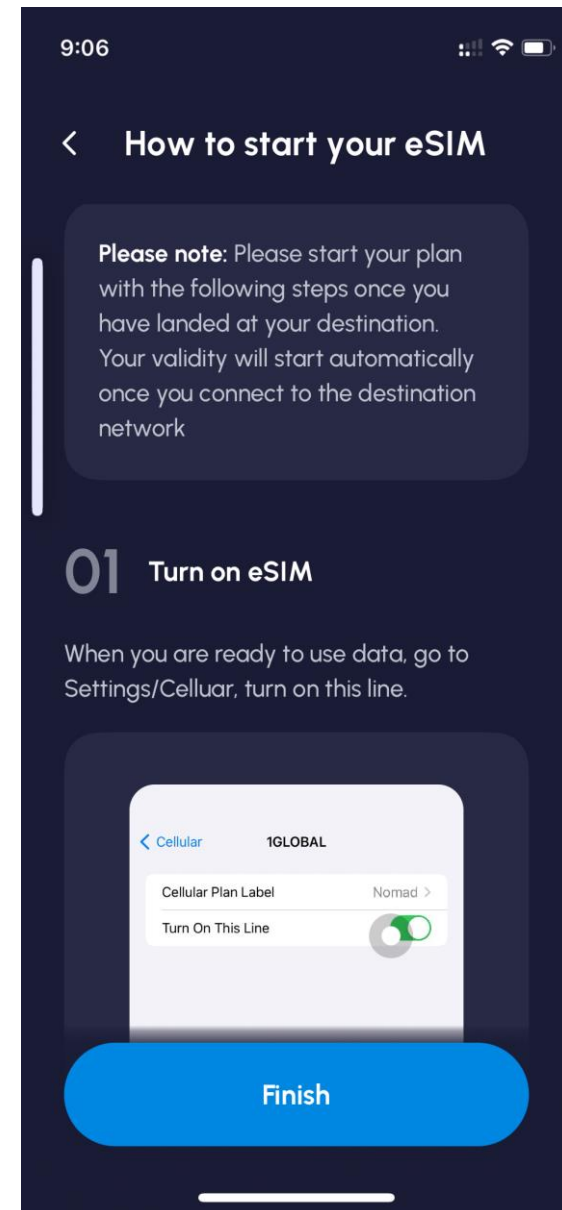 9:06
How to start your eSIM
Please note: Please start your plan
with the following steps once you
have landed at your destination.
Your validity will start automatically
once you connect to the destination
network
01 Turn on eSIM
When you are ready to use data, go to
Settings/Celluar, turn on this line.
Cellular 1GLOBAL
Cellular Plan Label Nomad
Turn On This Line
Finish